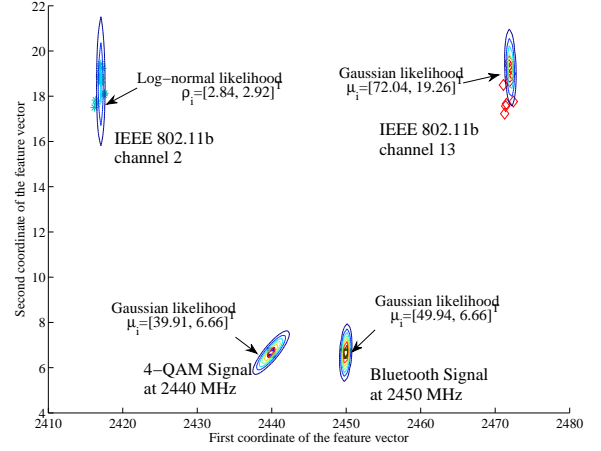 22
20
18
16
14
12
10
8
6
4
Second coordinate of the feature vector
Log−normal likelihood
ρi=[2.84, 2.92]T
IEEE 802.11b
channel 2
Gaussian likelihood
μi=[72.04, 19.26]T
IEEE 802.11b
channel 13
Gaussian likelihood
μi=[39.91, 6.66]T
4−QAM Signal
at 2440 MHz
Gaussian likelihood
μi=[49.94, 6.66]T
Bluetooth Signal
at 2450 MHz
2410 2420 2430 2440 2450 2460 2470 2480
First coordinate of the feature vector